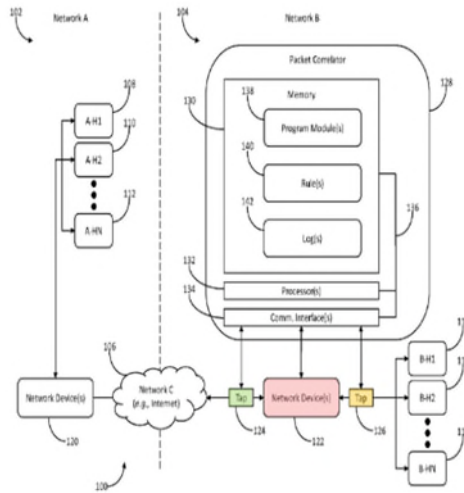 102
Network A
104
Network B
Packet Correlator
128
130
Memory
138
Program Module(s)
140
Rule(s)
142
Log(s)
136
132
Processor(s)
134
Comm. Interface(s)
108
A-H1
110
A-H2
112
A-HN
106
Network C
(e.g., Internet)
Network Device(s)
120
Tap
124
Network Device(s)
122
Tap
126
B-H1
B-H2
B-HN
100